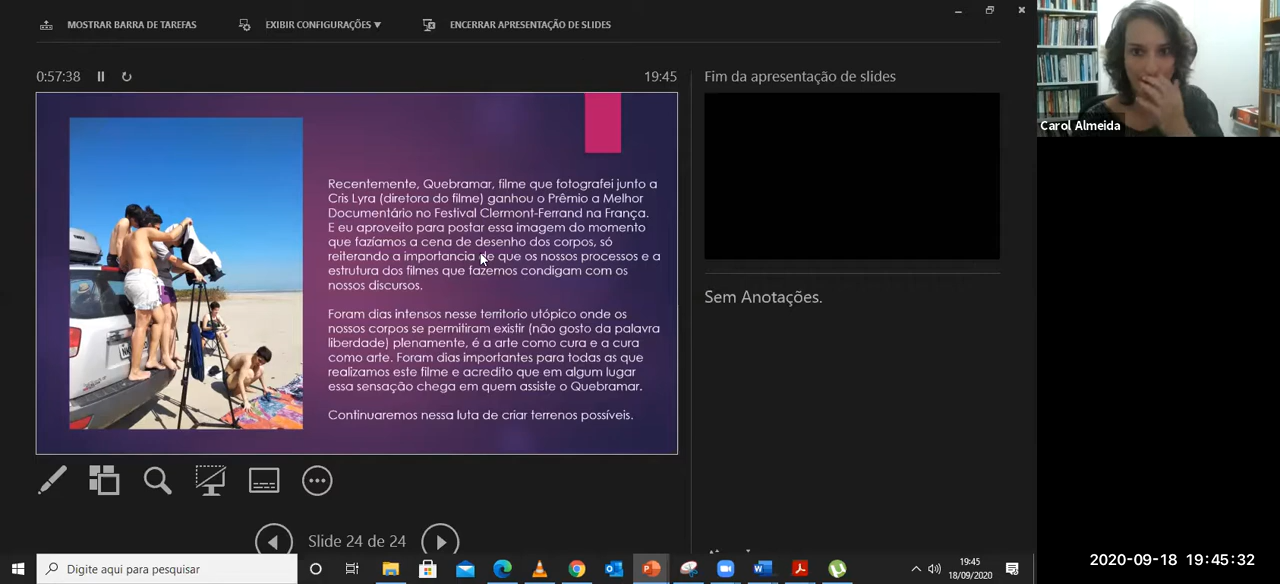 MOSTRAR BARRA DE TAREFAS
EXIBIR CONFIGURAÇÕES
ENCERRAR APRESENTAÇÃO DE SLIDES
0:57:38
19:45
Fim da apresentação de slides
Carol Almeida
Recentemente, Quebramar, filme que fotografei junto a
Cris Lyra (diretora do filme) ganhou o Prêmio a Melhor
Documentário no Festival Clermont-Ferrand na França.
E eu aproveito para postar essa imagem do momento
que fazíamos a cena de desenho dos corpos, só
reiterando a importancia de que os nossos processos e a
estrutura dos filmes que fazemos condigam com os
nossos discursos.
Foram dias intensos nesse territorio utópico onde os
nossos corpos se permitiram existir (não gosto da palavra
liberdade) plenamente, é a arte como cura e a cura
como arte. Foram dias importantes para todas as que
realizamos este filme e acredito que em algum lugar
essa sensação chega em quem assiste o Quebramar.
Continuaremos nessa luta de criar terrenos possíveis.
Sem Anotações.
Slide 24 de 24
Digite aqui para pesquisar
19:45
18/09/2020
2020-09-18 19:45:32